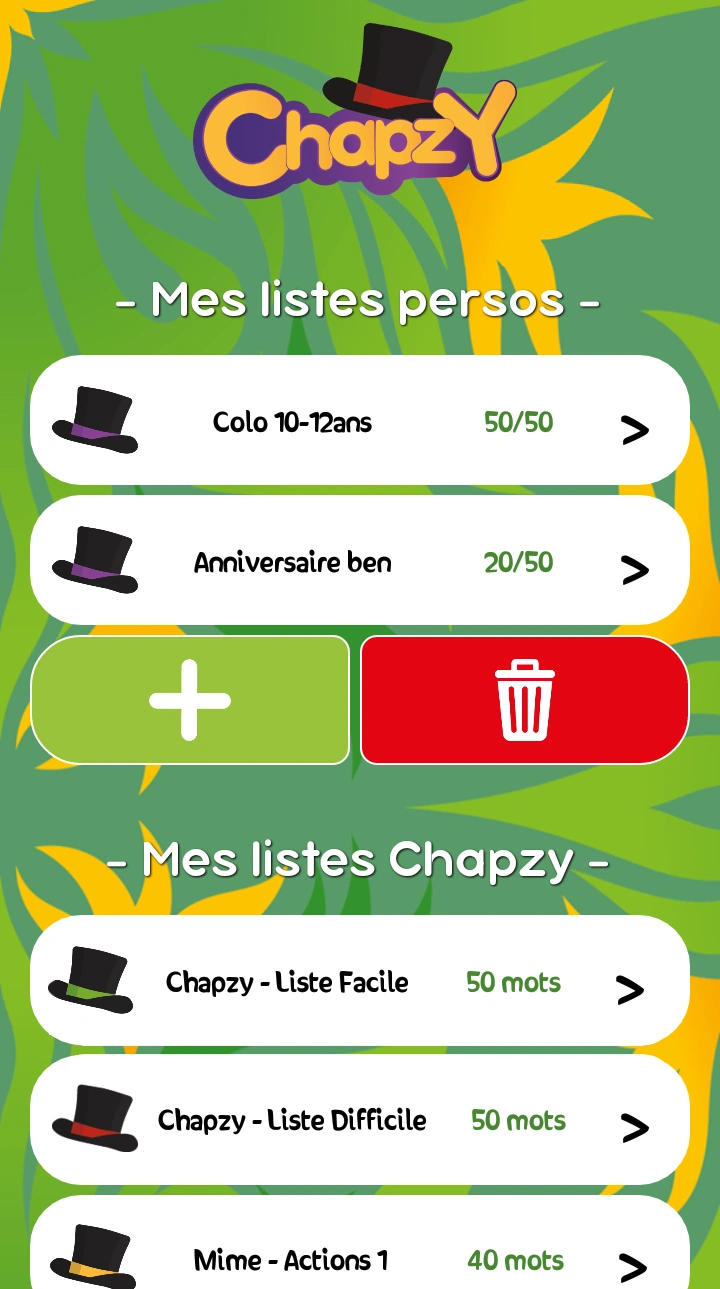 Chapzy
- Mes listes persos -
Colo 10-12ans 50/50 >
Anniversaire ben 20/50 >
- Mes listes Chapzy -
Chapzy - Liste Facile 50 mots >
Chapzy - Liste Difficile 50 mots >
Mime - Actions 1 40 mots >